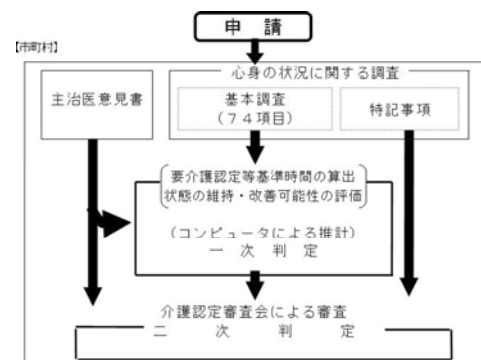 申 請
【市町村】
主治医意見書
心身の状況に関する調査
基本調査
(74項目)
特記事項
要介護認定等基準時間の算出
状態の維持・改善可能性の評価
(コンピュータによる推計)
一 次 判 定
介護認定審査会による審査
二 次 判 定